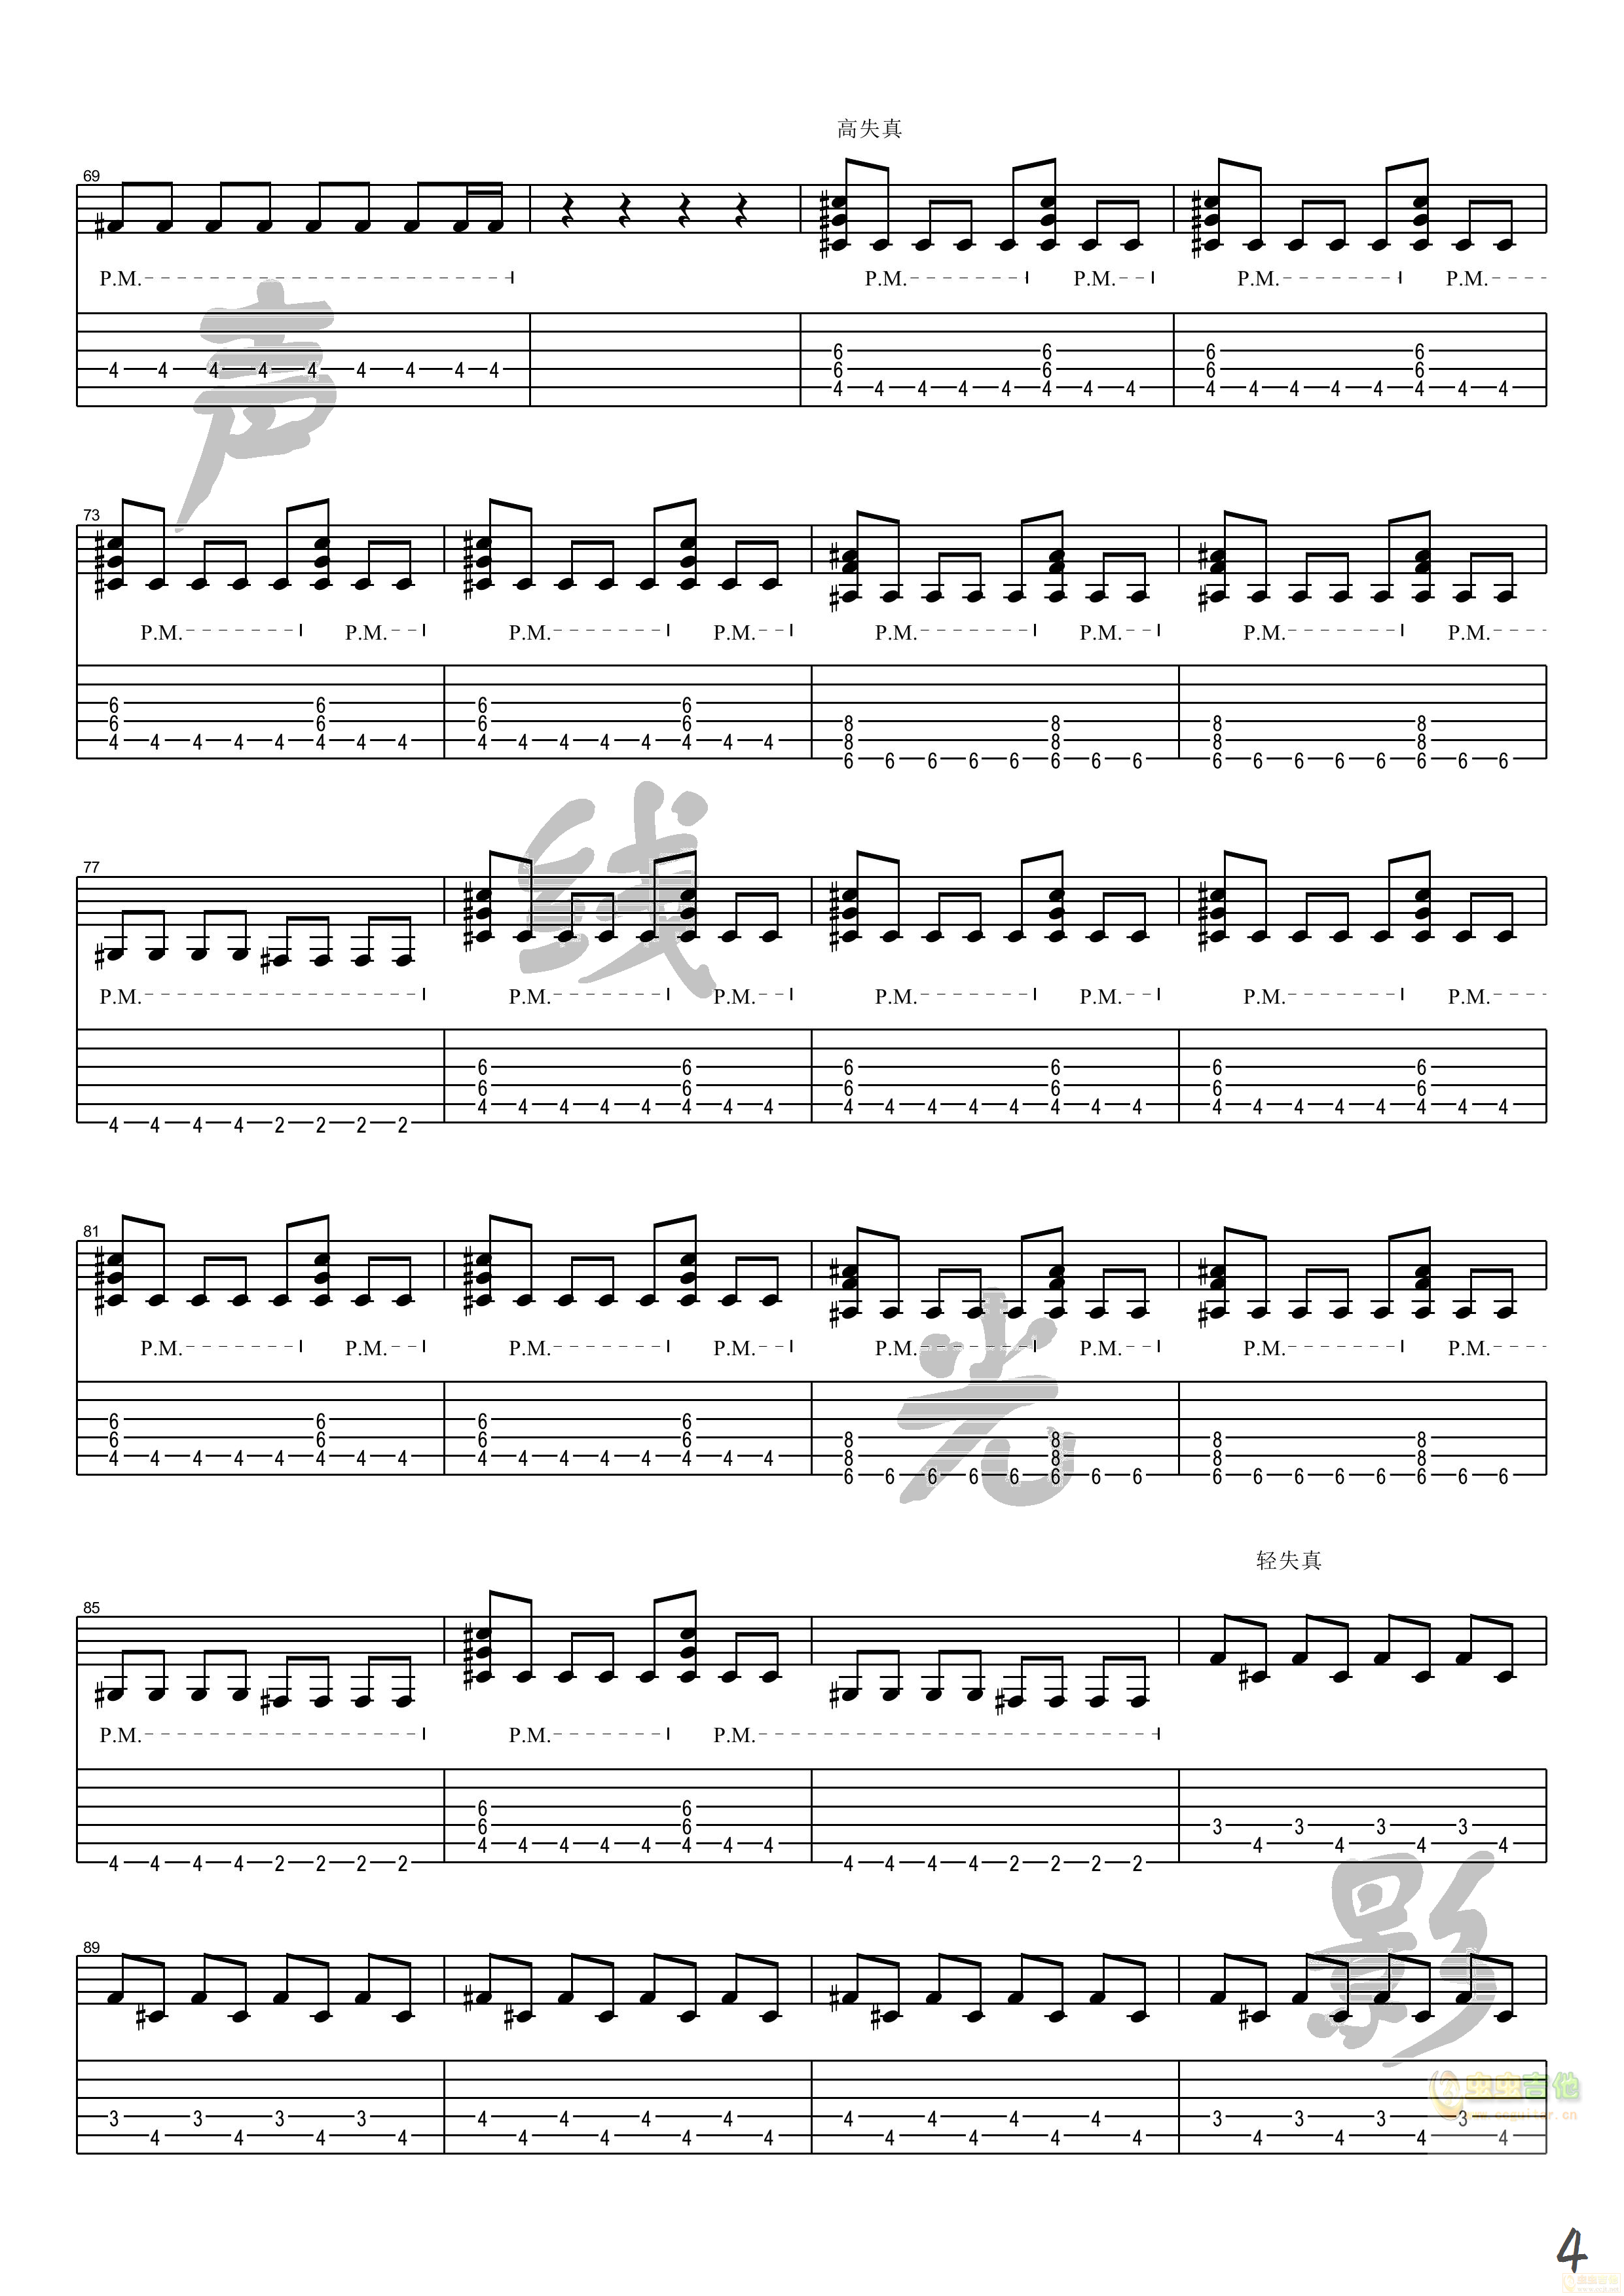 高失真
69
P.M. P.M. P.M. P.M. P.M.
4 4 4 4 4 4 4 4 4
6 6 6 6
6 6 6 6
4 4 4 4 4 4 4 4 4 4 4 4 4 4 4 4
声
73
P.M. P.M. P.M. P.M. P.M. P.M. P.M. P.M.
6 6 6 6
6 6 6 6 8 8 8 8
4 4 4 4 4 4 4 4 4 4 4 4 4 4 4 4 8 8 8 8
6 6 6 6 6 6 6 6 6 6 6 6 6 6 6 6
线
77
P.M. P.M. P.M. P.M. P.M. P.M. P.M.
6 6 6 6 6 6
6 6 6 6 6 6
4 4 4 4 4 4 4 4 4 4 4 4 4 4 4 4 4 4 4 4 4 4 4 4
4 4 4 4 2 2 2 2
81
P.M. P.M. P.M. P.M. P.M. P.M. P.M. P.M.
6 6 6 6
6 6 6 6 8 8 8 8
4 4 4 4 4 4 4 4 4 4 4 4 4 4 4 4 8 8 8 8
6 6 6 6 6 6 6 6 6 6 6 6 6 6 6 6
光
轻失真
85
P.M. P.M. P.M.
6 6
6 6 3 3 3 3
4 4 4 4 4 4 4 4 4 4 4 4
4 4 4 4 2 2 2 2 4 4 4 4 2 2 2 2
影
89
3 3 3 3 4 4 4 4 4 4 4 4 3 3 3 3
4 4 4 4 4 4 4 4 4 4 4 4 4 4 4 4
虫虫吉他
www.ccguitar.cn
4